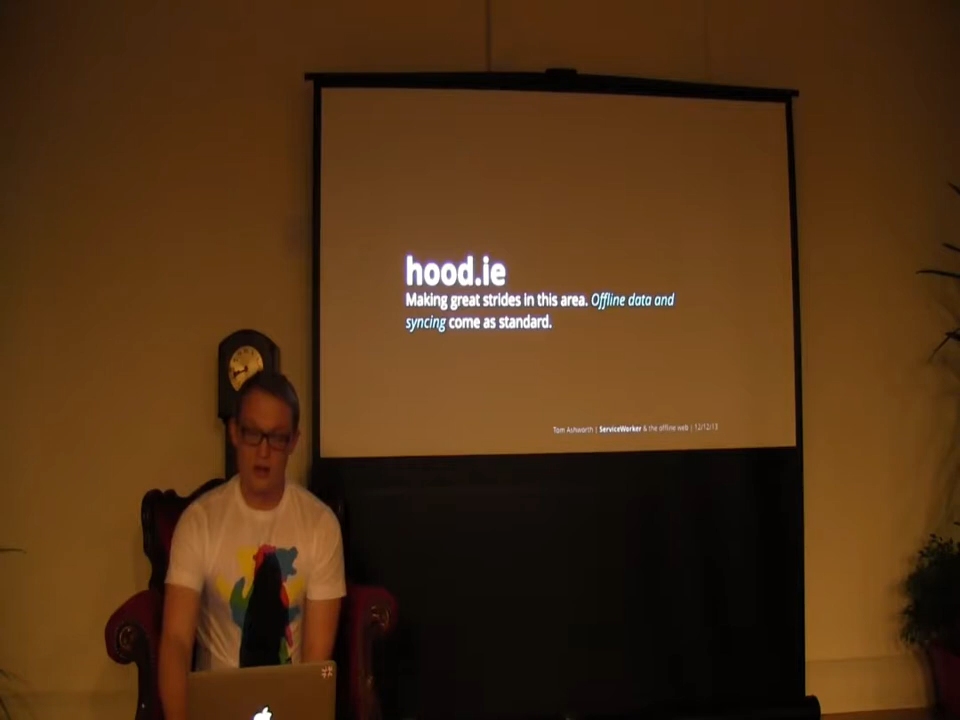 hood.ie
Making great strides in this area. Offline data and
syncing come as standard.
Tom Ashworth | ServiceWorker & the offline web | 12/12/13